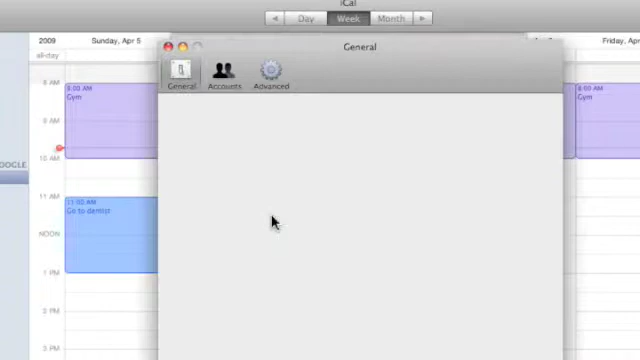 iCal
Day Week Month
2009 Sunday, Apr 5
Friday, Apr
all-day
General
General Accounts Advanced
8 AM
8:00 AM
Gym
8:00 AM
Gym
9 AM
10 AM
OOGLE
11 AM
11:00 AM
Go to dentist
NOON
1 PM
2 PM
3 PM